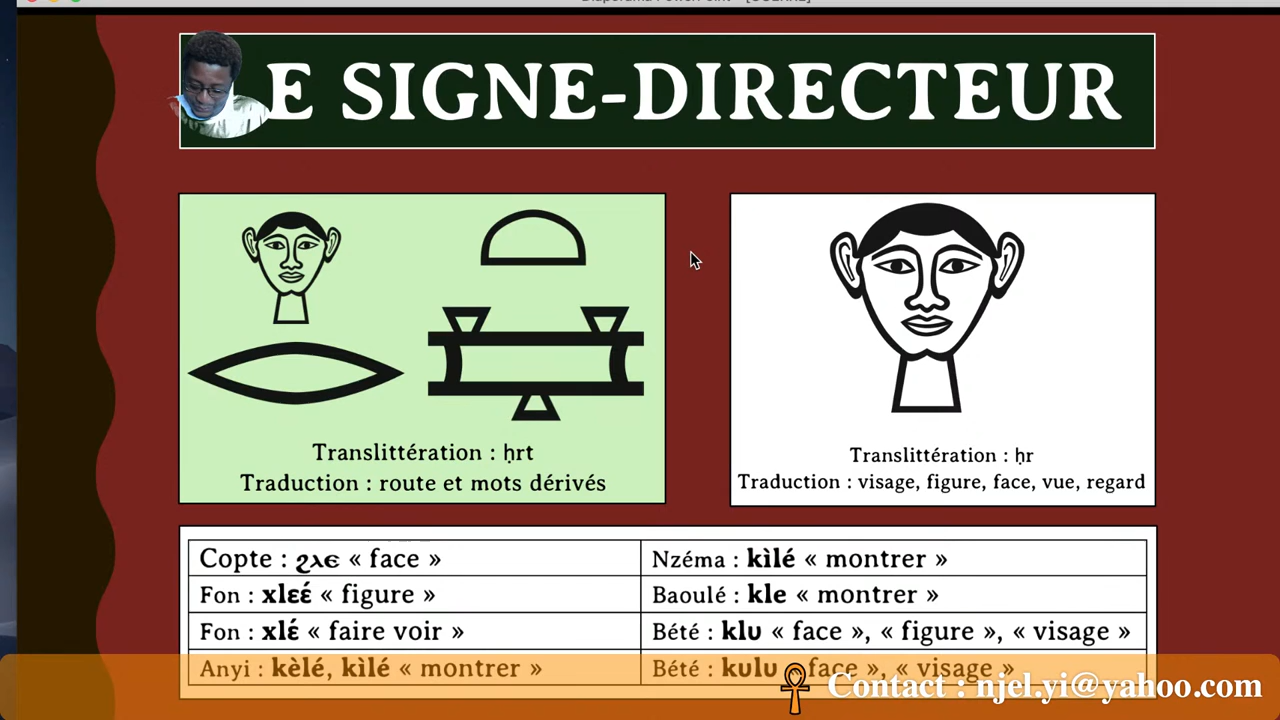 E SIGNE-DIRECTEUR
Translittération : ḥrt
Traduction : route et mots dérivés
Translittération : ḥr
Traduction : visage, figure, face, vue, regard
Copte : ϩⲗⲉ « face »
Nzéma : kìlé « montrer »
Fon : xlɛɛ́ « figure »
Baoulé : kle « montrer »
Fon : xlɛ́ « faire voir »
Bété : klʋ « face », « figure », « visage »
Anyi : kèlé, kìlé « montrer »
Bété : kʋlʋ « face », « visage »
Contact : njel.yi@yahoo.com